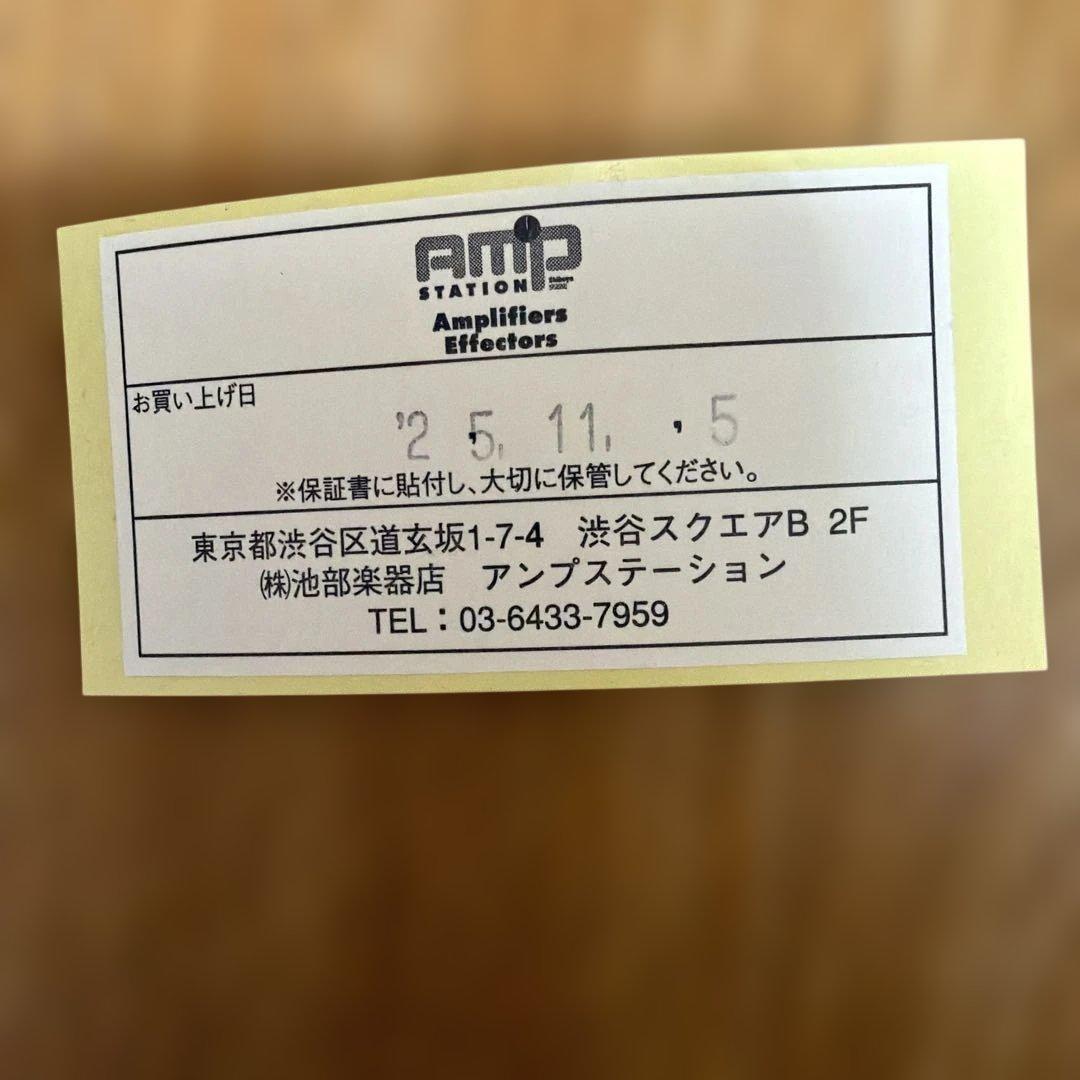 AMP
STATION
Amplifiers
Effectors
お買い上げ日
'2 5. 11. , 5
※保証書に貼付し、大切に保管してください。
東京都渋谷区道玄坂1-7-4 渋谷スクエアB 2F
㈱池部楽器店 アンプステーション
TEL：03-6433-7959